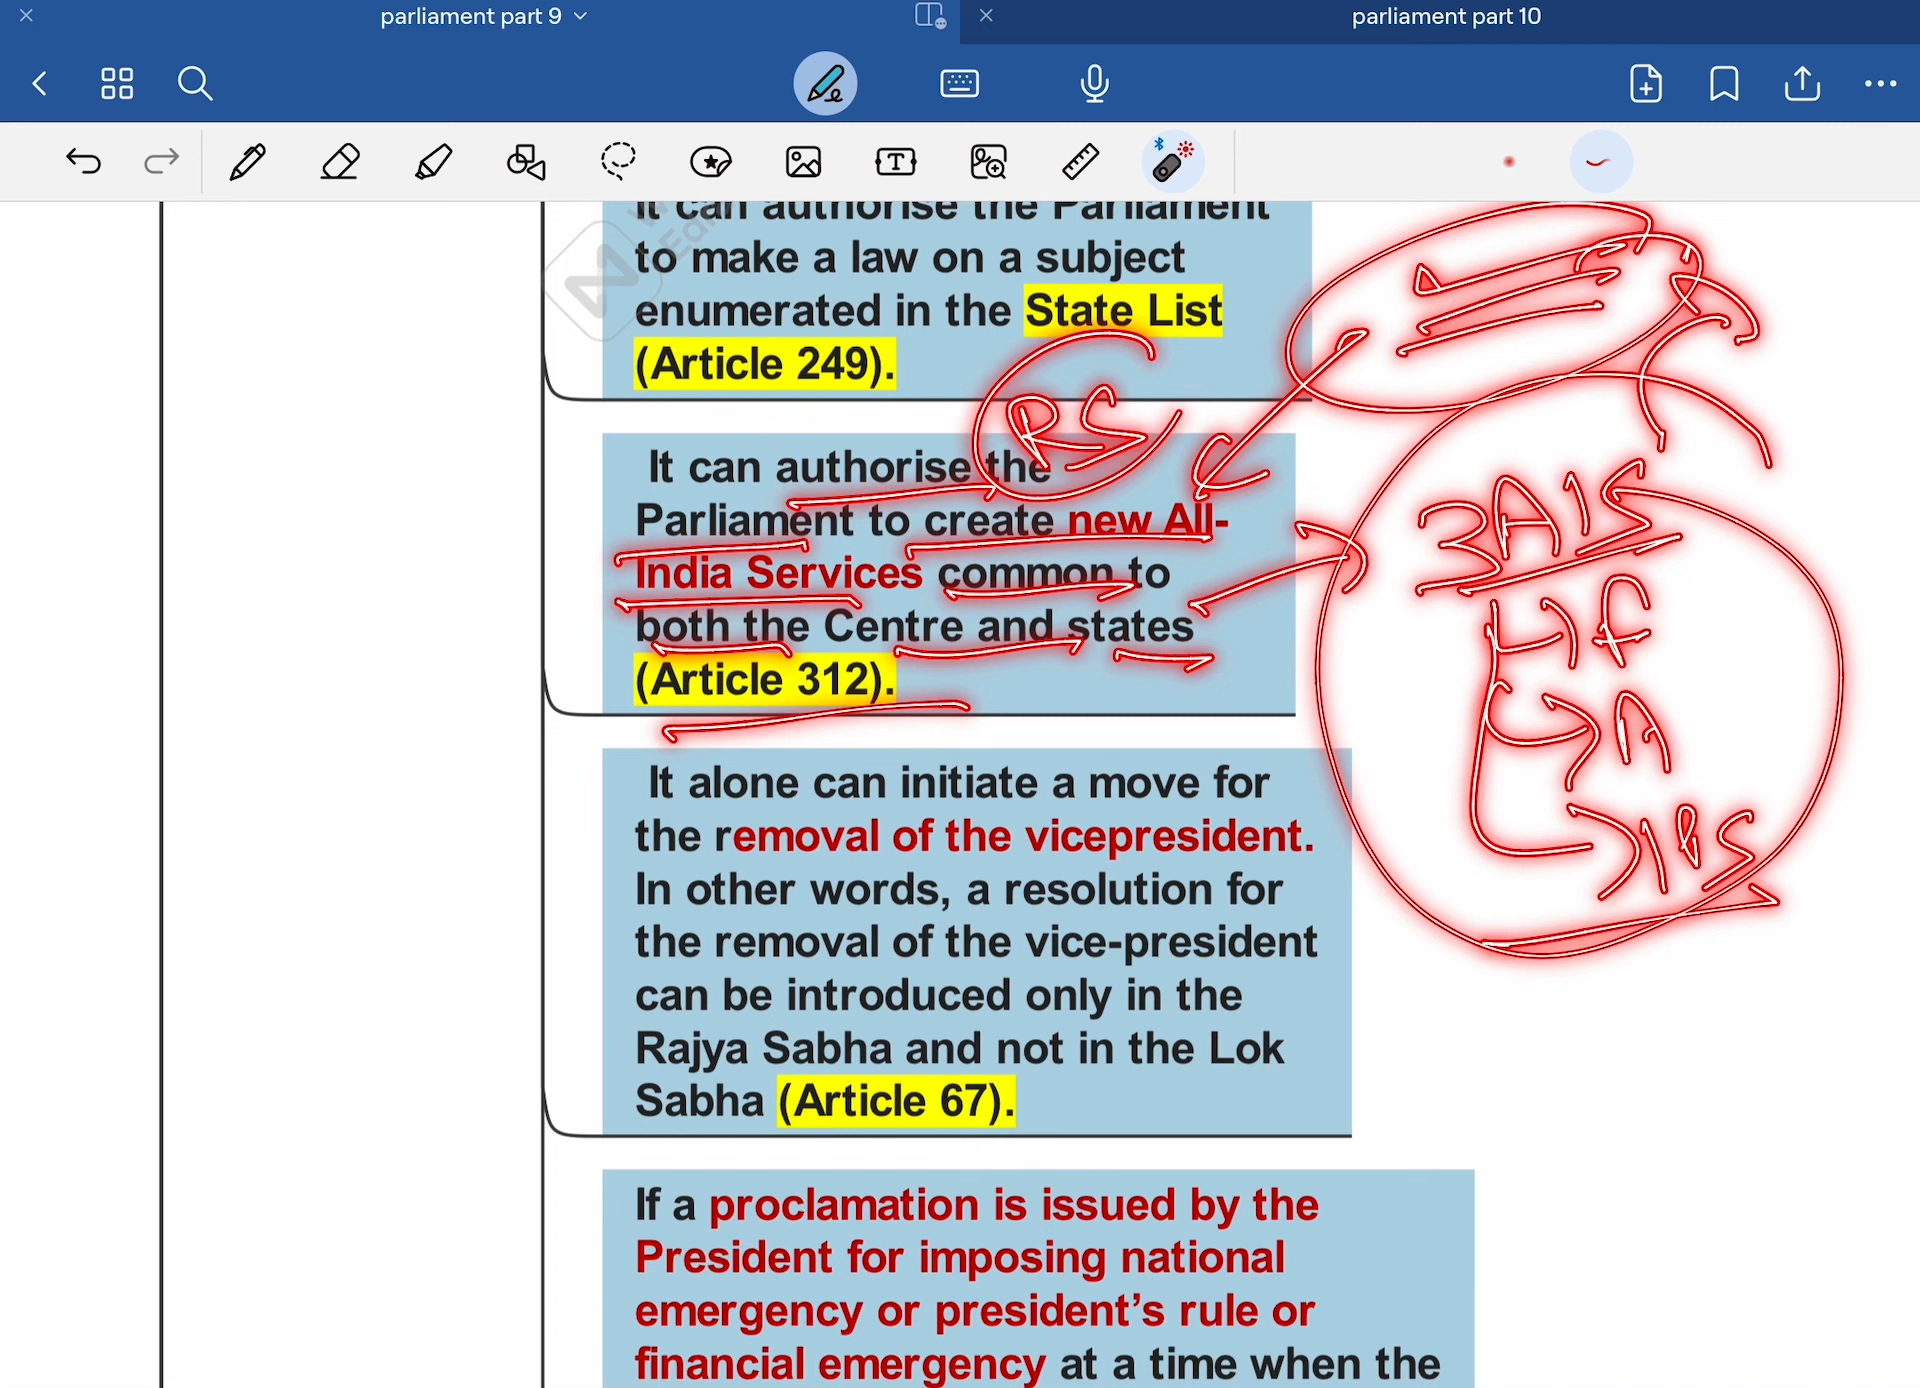 parliament part 9
parliament part 10
It can authorise the Parliament
to make a law on a subject
enumerated in the State List
(Article 249).
RS
It can authorise the
Parliament to create new All-
India Services common to
both the Centre and states
(Article 312).
3AIS
It alone can initiate a move for
the removal of the vicepresident.
In other words, a resolution for
the removal of the vice-president
can be introduced only in the
Rajya Sabha and not in the Lok
Sabha (Article 67).
If a proclamation is issued by the
President for imposing national
emergency or president’s rule or
financial emergency at a time when the